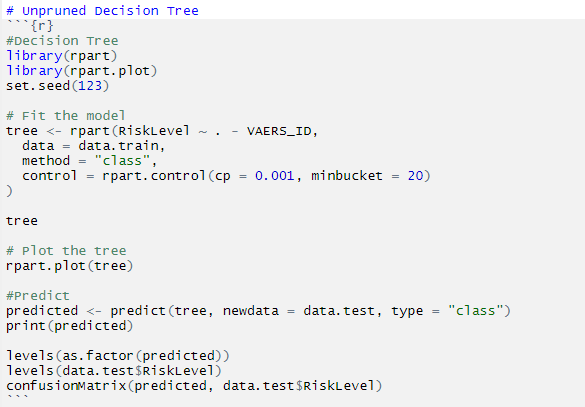 # Unpruned Decision Tree
```{r}
#Decision Tree
library(rpart)
library(rpart.plot)
set.seed(123)
# Fit the model
tree <- rpart(RiskLevel ~ . - VAERS_ID,
  data = data.train,
  method = "class",
  control = rpart.control(cp = 0.001, minbucket = 20)
)
tree
# Plot the tree
rpart.plot(tree)
#Predict
predicted <- predict(tree, newdata = data.test, type = "class")
print(predicted)
levels(as.factor(predicted))
levels(data.test$RiskLevel)
confusionMatrix(predicted, data.test$RiskLevel)
```